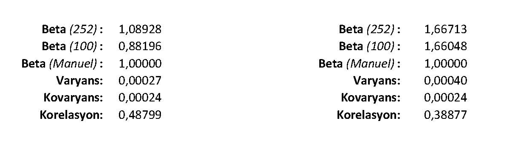 Beta (252) : 1,08928
Beta (100) : 0,88196
Beta (Manuel) : 1,00000
Varyans: 0,00027
Kovaryans: 0,00024
Korelasyon: 0,48799
Beta (252) : 1,66713
Beta (100) : 1,66048
Beta (Manuel) : 1,00000
Varyans: 0,00040
Kovaryans: 0,00024
Korelasyon: 0,38877